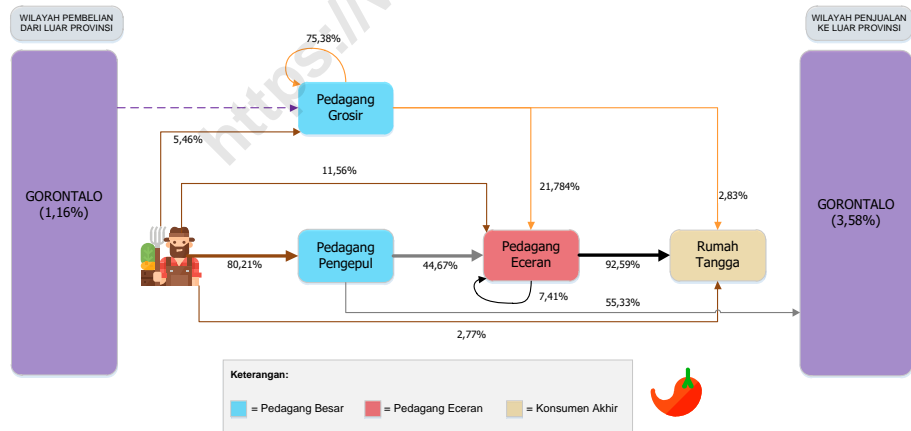 WILAYAH PEMBELIAN
DARI LUAR PROVINSI
WILAYAH PENJUALAN
KE LUAR PROVINSI
75,38%
Pedagang
Grosir
5,46%
11,56%
21,784%
2,83%
GORONTALO
(1,16%)
GORONTALO
(3,58%)
Pedagang
Pengepul
Pedagang
Eceran
Rumah
Tangga
80,21%
44,67%
92,59%
7,41%
55,33%
2,77%
Keterangan:
= Pedagang Besar
= Pedagang Eceran
= Konsumen Akhir
https://